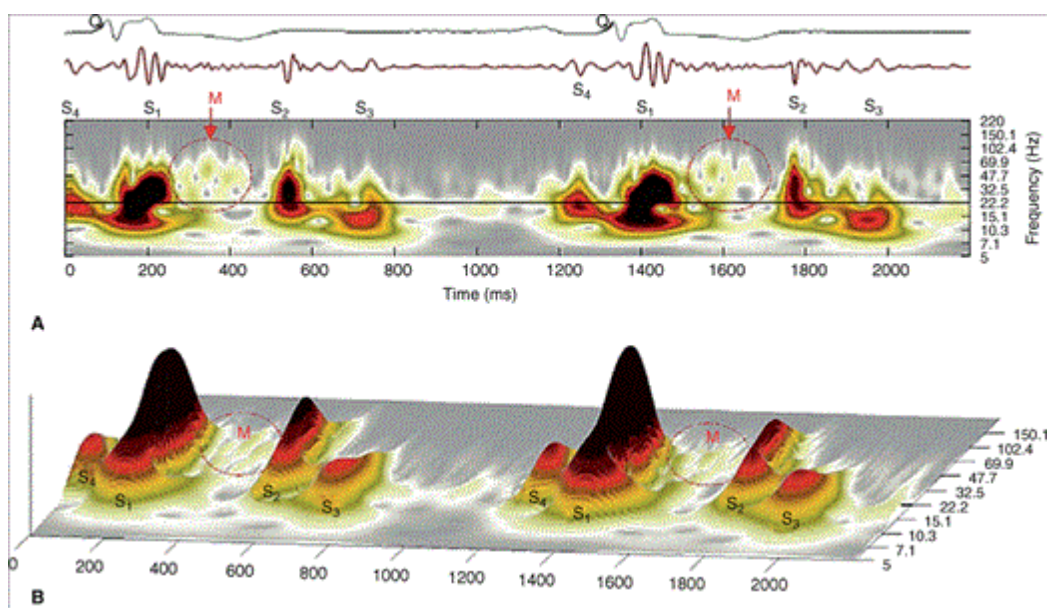 Q Q
S4 S1 M S2 S3 S4 S1 M S2 S3
220
150.1
102.4
69.9
47.7
32.5
22.2
15.1
10.3
7.1
5
Frequency (Hz)
0 200 400 600 800 1000 1200 1400 1600 1800 2000
Time (ms)
A
M M
S4 S1 S2 S3 S4 S1 S2 S3
150.1
102.4
69.9
47.7
32.5
22.2
15.1
10.3
7.1
5
0 200 400 600 800 1000 1200 1400 1600 1800 2000
B